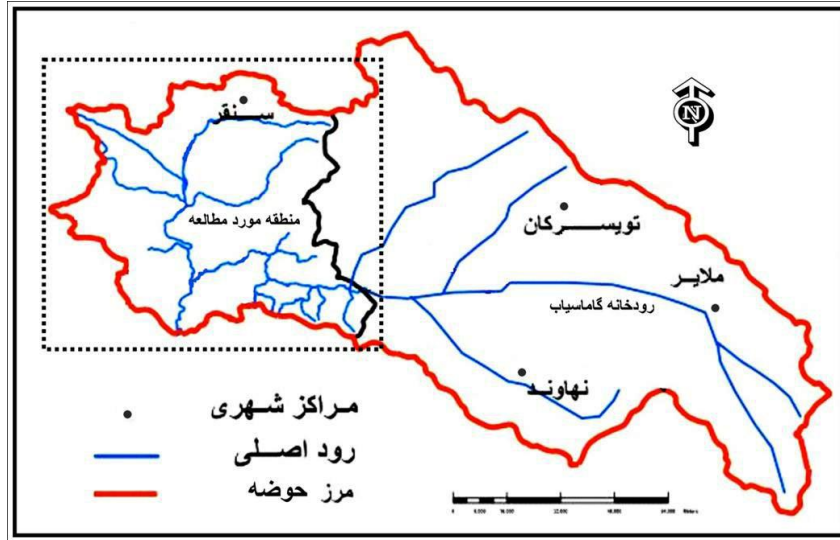 N
سنقر
منطقه مورد مطالعه
تویسرکان
ملایر
رودخانه گاماسیاب
نهاوند
مراکز شهری
رود اصلی
مرز حوضه